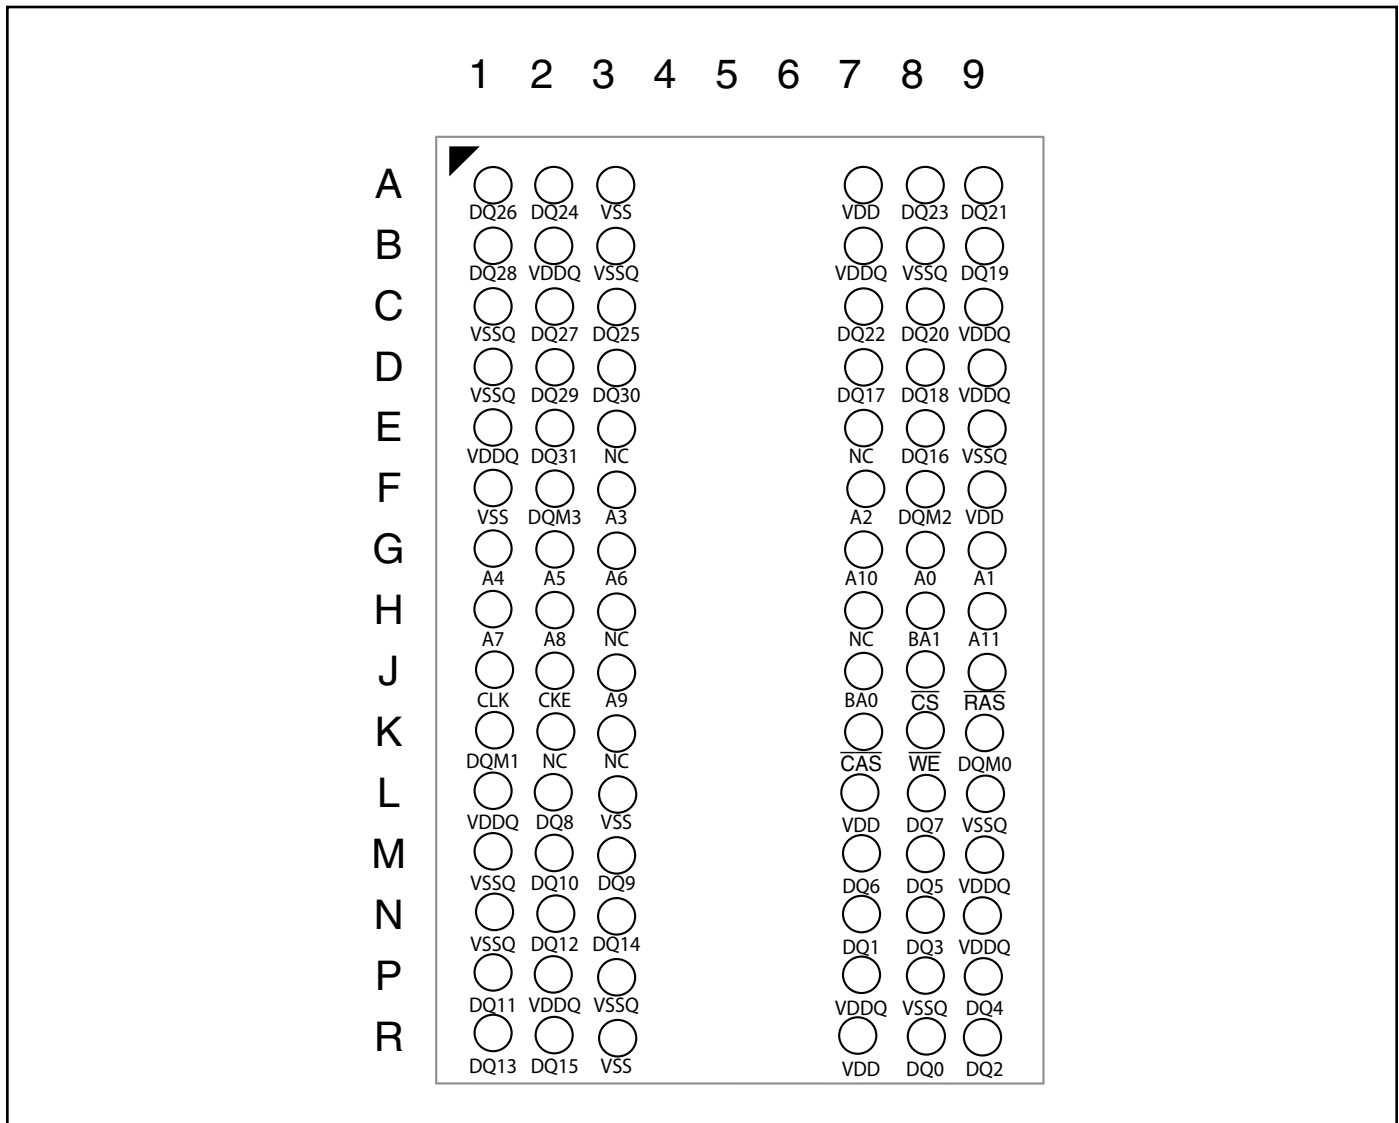 1 2 3 4 5 6 7 8 9
A
DQ26 DQ24 VSS VDD DQ23 DQ21
B
DQ28 VDDQ VSSQ VDDQ VSSQ DQ19
C
VSSQ DQ27 DQ25 DQ22 DQ20 VDDQ
D
VSSQ DQ29 DQ30 DQ17 DQ18 VDDQ
E
VDDQ DQ31 NC NC DQ16 VSSQ
F
VSS DQM3 A3 A2 DQM2 VDD
G
A4 A5 A6 A10 A0 A1
H
A7 A8 NC NC BA1 A11
J
CLK CKE A9 BA0 C̅S̅ R̅A̅S̅
K
DQM1 NC NC C̅A̅S̅ W̅E̅ DQM0
L
VDDQ DQ8 VSS VDD DQ7 VSSQ
M
VSSQ DQ10 DQ9 DQ6 DQ5 VDDQ
N
VSSQ DQ12 DQ14 DQ1 DQ3 VDDQ
P
DQ11 VDDQ VSSQ VDDQ VSSQ DQ4
R
DQ13 DQ15 VSS VDD DQ0 DQ2